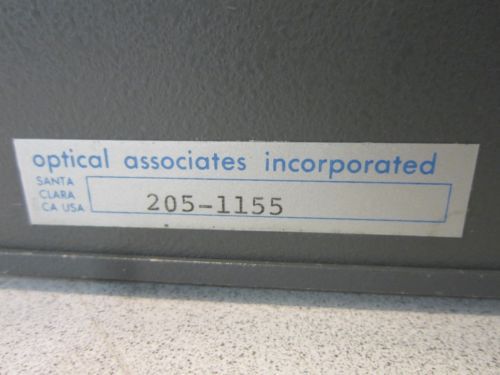 optical associates incorporated
SANTA
CLARA
CA USA
205-1155